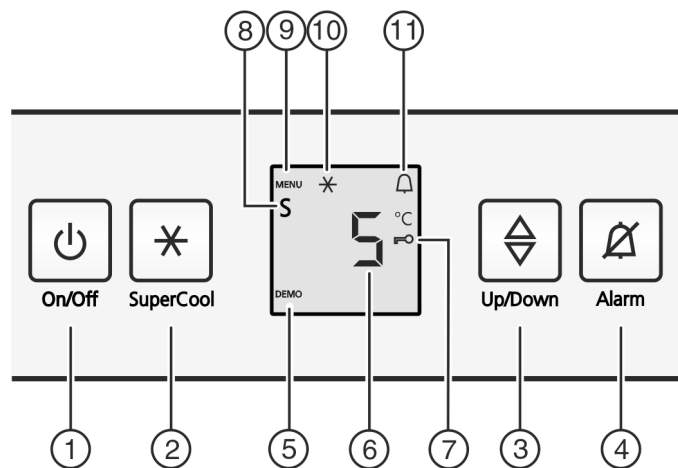 8 9 10 11
MENU
S
5 °C
DEMO
On/Off SuperCool Up/Down Alarm
1 2 5 6 7 3 4